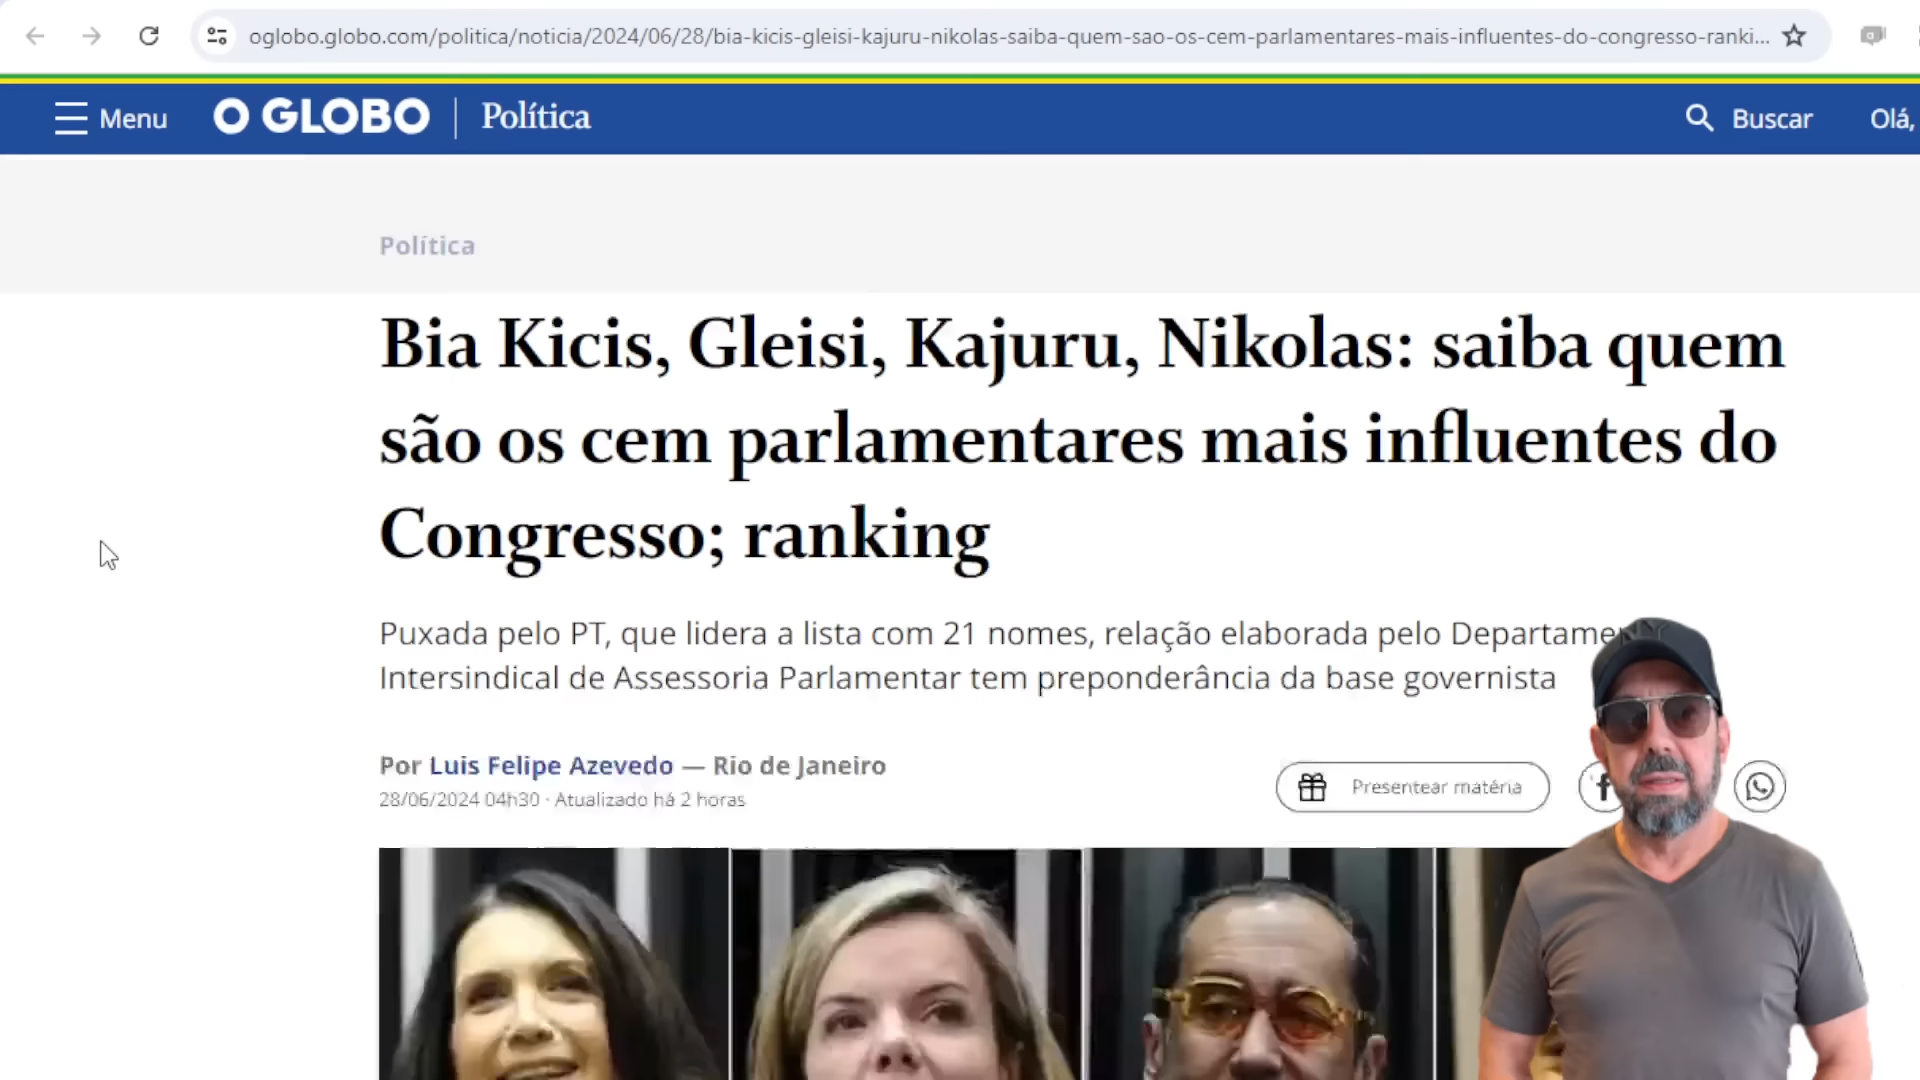 oglobo.globo.com/politica/noticia/2024/06/28/bia-kicis-gleisi-kajuru-nikolas-saiba-quem-sao-os-cem-parlamentares-mais-influentes-do-congresso-ranki...
Menu O GLOBO Política Buscar Olá,
Política
Bia Kicis, Gleisi, Kajuru, Nikolas: saiba quem
são os cem parlamentares mais influentes do
Congresso; ranking
Puxada pelo PT, que lidera a lista com 21 nomes, relação elaborada pelo
Intersindical de Assessoria Parlamentar tem preponderância da base governista
Por Luis Felipe Azevedo — Rio de Janeiro
28/06/2024 04h30 · Atualizado há 2 horas
Presentear matéria